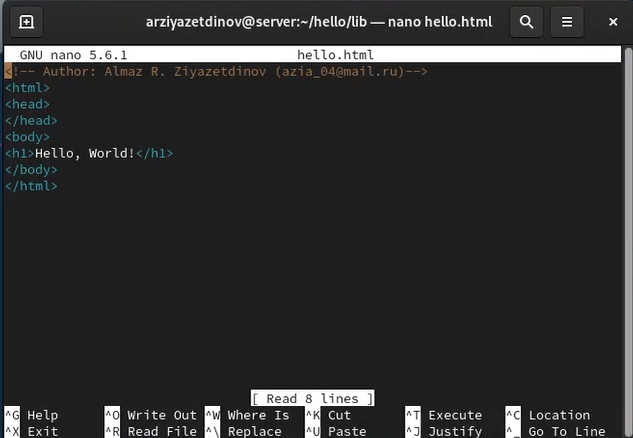 arziyazetdinov@server:~/hello/lib — nano hello.html
GNU nano 5.6.1 hello.html
<!-- Author: Almaz R. Ziyazetdinov (azia_04@mail.ru)-->
<html>
<head>
</head>
<body>
<h1>Hello, World!</h1>
</body>
</html>
[ Read 8 lines ]
^G Help ^O Write Out ^W Where Is ^K Cut ^T Execute ^C Location
^X Exit ^R Read File ^\ Replace ^U Paste ^J Justify ^_ Go To Line